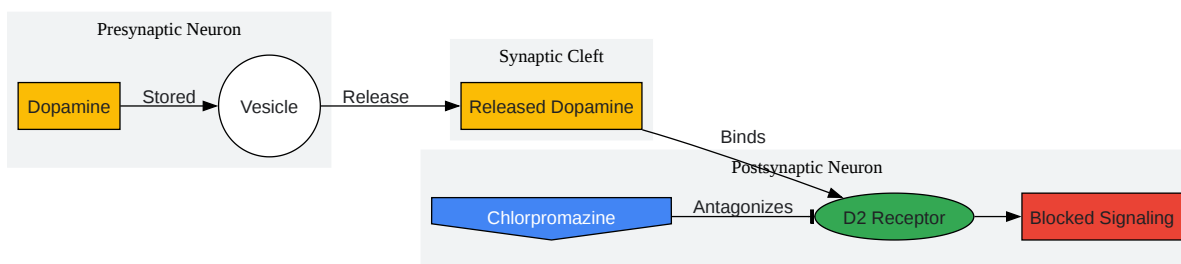 Presynaptic Neuron
Dopamine
Stored
Vesicle
Release
Synaptic Cleft
Released Dopamine
Binds
Postsynaptic Neuron
Chlorpromazine
Antagonizes
D2 Receptor
Blocked Signaling